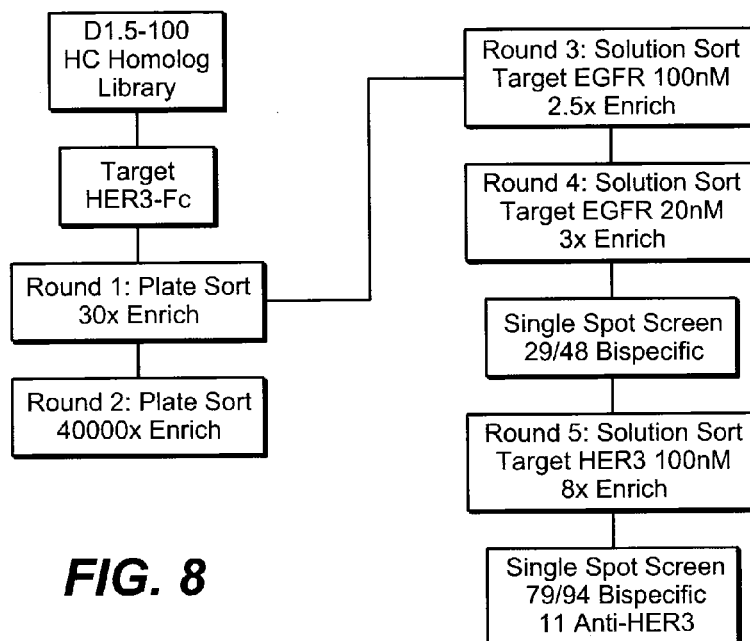 D1.5-100
HC Homolog
Library
Target
HER3-Fc
Round 1: Plate Sort
30x Enrich
Round 2: Plate Sort
40000x Enrich
Round 3: Solution Sort
Target EGFR 100nM
2.5x Enrich
Round 4: Solution Sort
Target EGFR 20nM
3x Enrich
Single Spot Screen
29/48 Bispecific
Round 5: Solution Sort
Target HER3 100nM
8x Enrich
Single Spot Screen
79/94 Bispecific
11 Anti-HER3
FIG. 8